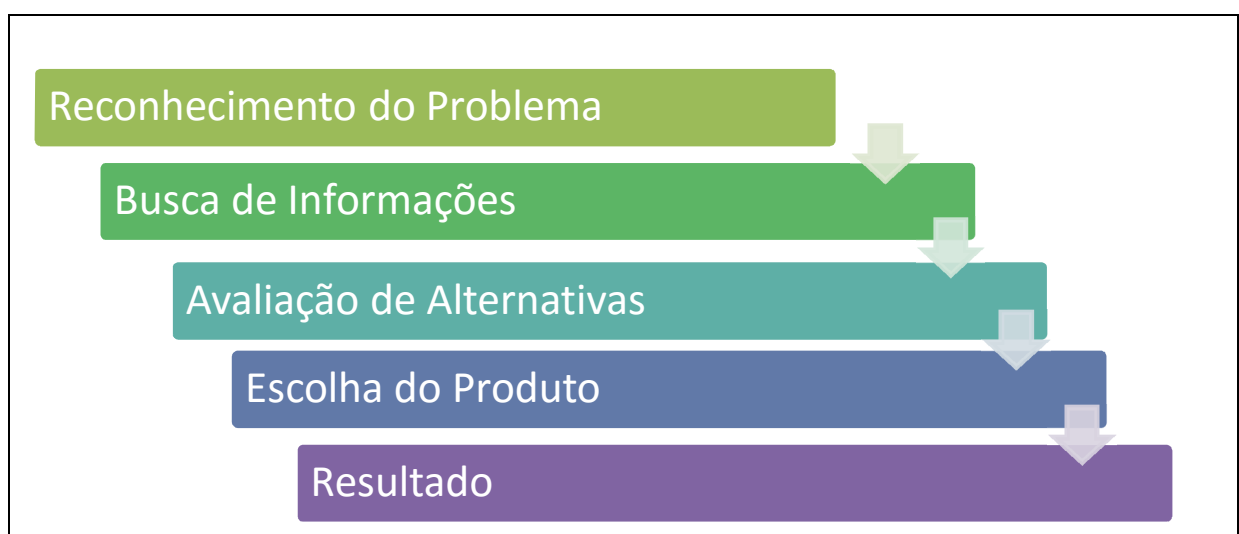 Reconhecimento do Problema
Busca de Informações
Avaliação de Alternativas
Escolha do Produto
Resultado